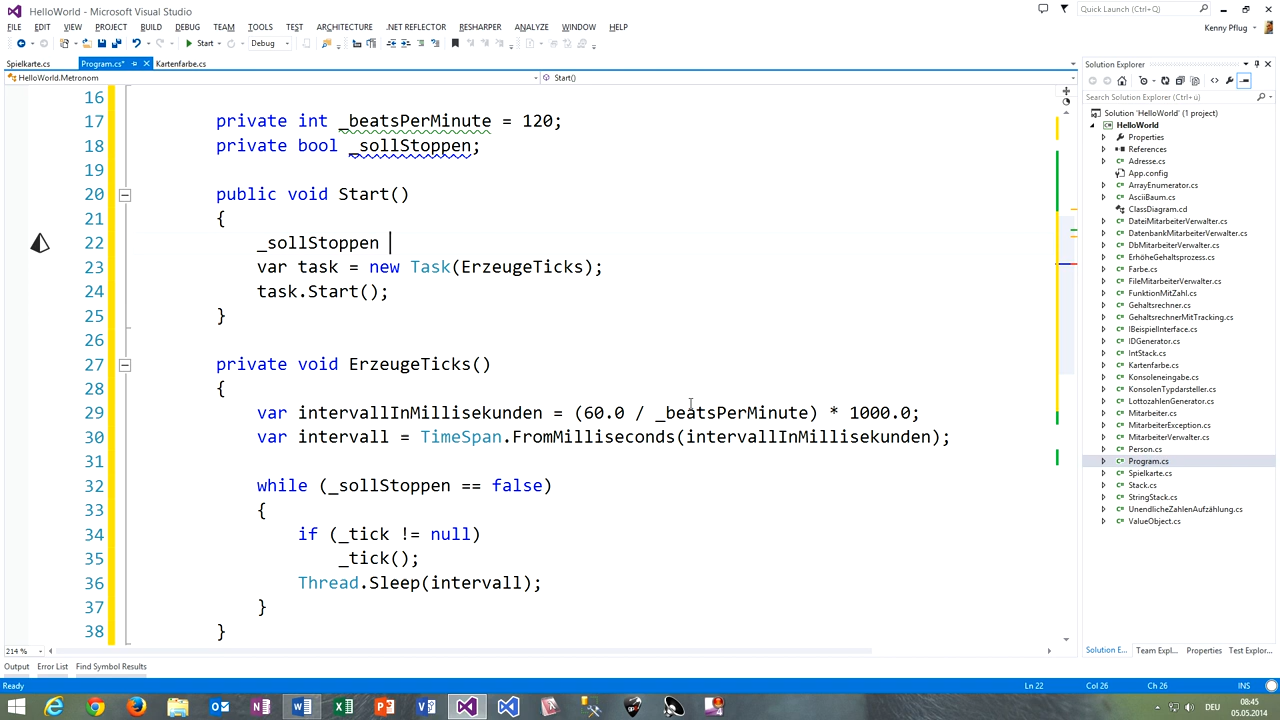 HelloWorld - Microsoft Visual Studio
Quick Launch (Ctrl+Q)
FILE EDIT VIEW PROJECT BUILD DEBUG TEAM TOOLS TEST ARCHITECTURE .NET REFLECTOR RESHARPER ANALYZE WINDOW HELP
Kenny Pflug
Start Debug
Spielkarte.cs Program.cs* Kartenfarbe.cs
HelloWorld.Metronom Start()
16
17 private int _beatsPerMinute = 120;
18 private bool _sollStoppen;
19
20 public void Start()
21 {
22 _sollStoppen
23 var task = new Task(ErzeugeTicks);
24 task.Start();
25 }
26
27 private void ErzeugeTicks()
28 {
29 var intervallInMillisekunden = (60.0 / _beatsPerMinute) * 1000.0;
30 var intervall = TimeSpan.FromMilliseconds(intervallInMillisekunden);
31
32 while (_sollStoppen == false)
33 {
34 if (_tick != null)
35 _tick();
36 Thread.Sleep(intervall);
37 }
38 }
214 %
Solution Explorer
Search Solution Explorer (Ctrl+ü)
Solution 'HelloWorld' (1 project)
HelloWorld
Properties
References
Adresse.cs
App.config
ArrayEnumerator.cs
AsciiBaum.cs
ClassDiagram.cd
DateiMitarbeiterVerwalter.cs
DatenbankMitarbeiterVerwalter.cs
DbMitarbeiterVerwalter.cs
ErhöheGehaltsprozess.cs
Farbe.cs
FileMitarbeiterVerwalter.cs
FunktionMitZahl.cs
Gehaltsrechner.cs
GehaltsrechnerMitTracking.cs
IBeispielInterface.cs
IDGenerator.cs
IntStack.cs
Kartenfarbe.cs
Konsoleneingabe.cs
KonsolenTypdarsteller.cs
Lottozahlengenerator.cs
Mitarbeiter.cs
MitarbeiterException.cs
MitarbeiterVerwalter.cs
Person.cs
Program.cs
Spielkarte.cs
Stack.cs
StringStack.cs
UnendlicheZahlenAufzählung.cs
ValueObject.cs
Solution E... Team Expl... Properties Test Explor...
Output Error List Find Symbol Results
Ready Ln 22 Col 26 Ch 26 INS
DEU
08:45
05.05.2014